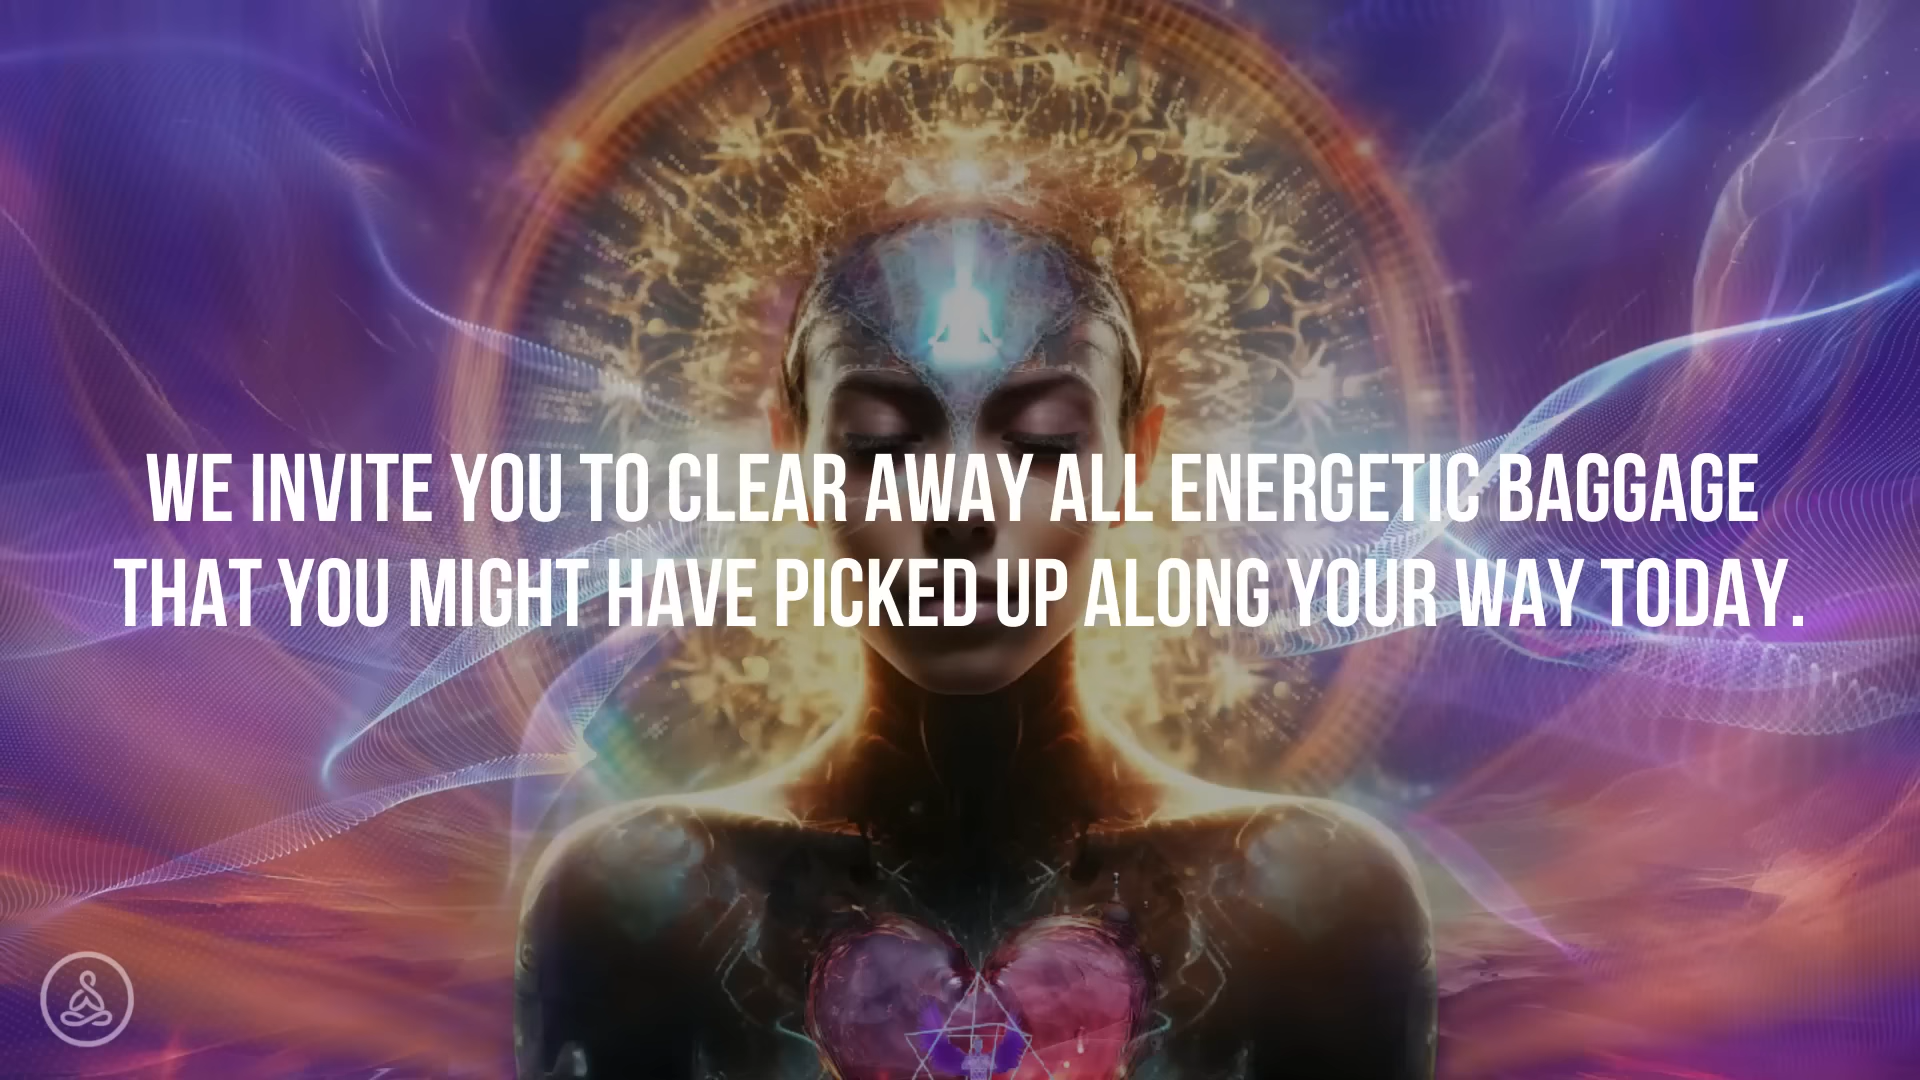 WE INVITE YOU TO CLEAR AWAY ALL ENERGETIC BAGGAGE
THAT YOU MIGHT HAVE PICKED UP ALONG YOUR WAY TODAY.